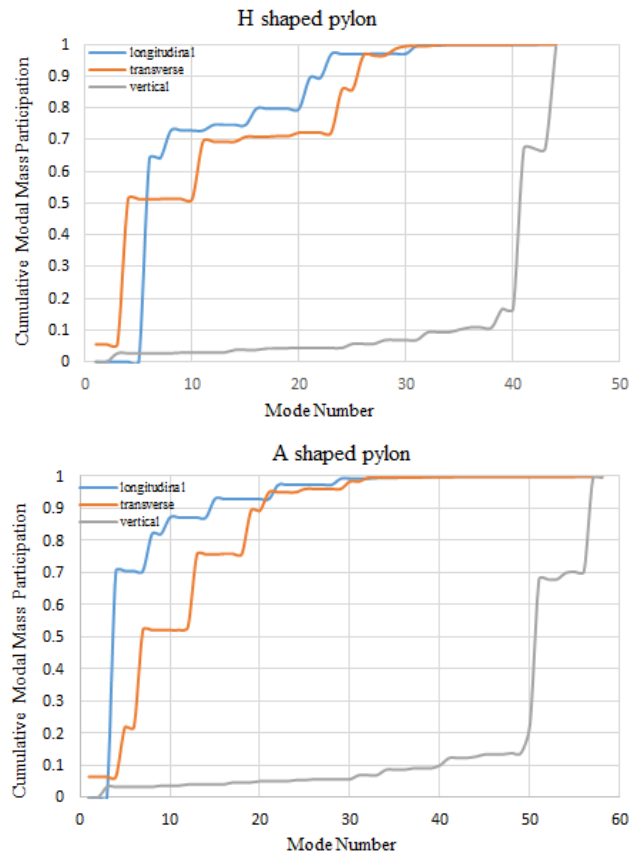 H shaped pylon
1
0.9
0.8
0.7
0.6
0.5
0.4
0.3
0.2
0.1
0
longitudinal
transverse
vertical
Cumulative Modal Mass Participation
0 10 20 30 40 50
Mode Number
A shaped pylon
1
0.9
0.8
0.7
0.6
0.5
0.4
0.3
0.2
0.1
0
longitudinal
transverse
vertical
Cumulative Modal Mass Participation
0 10 20 30 40 50 60
Mode Number